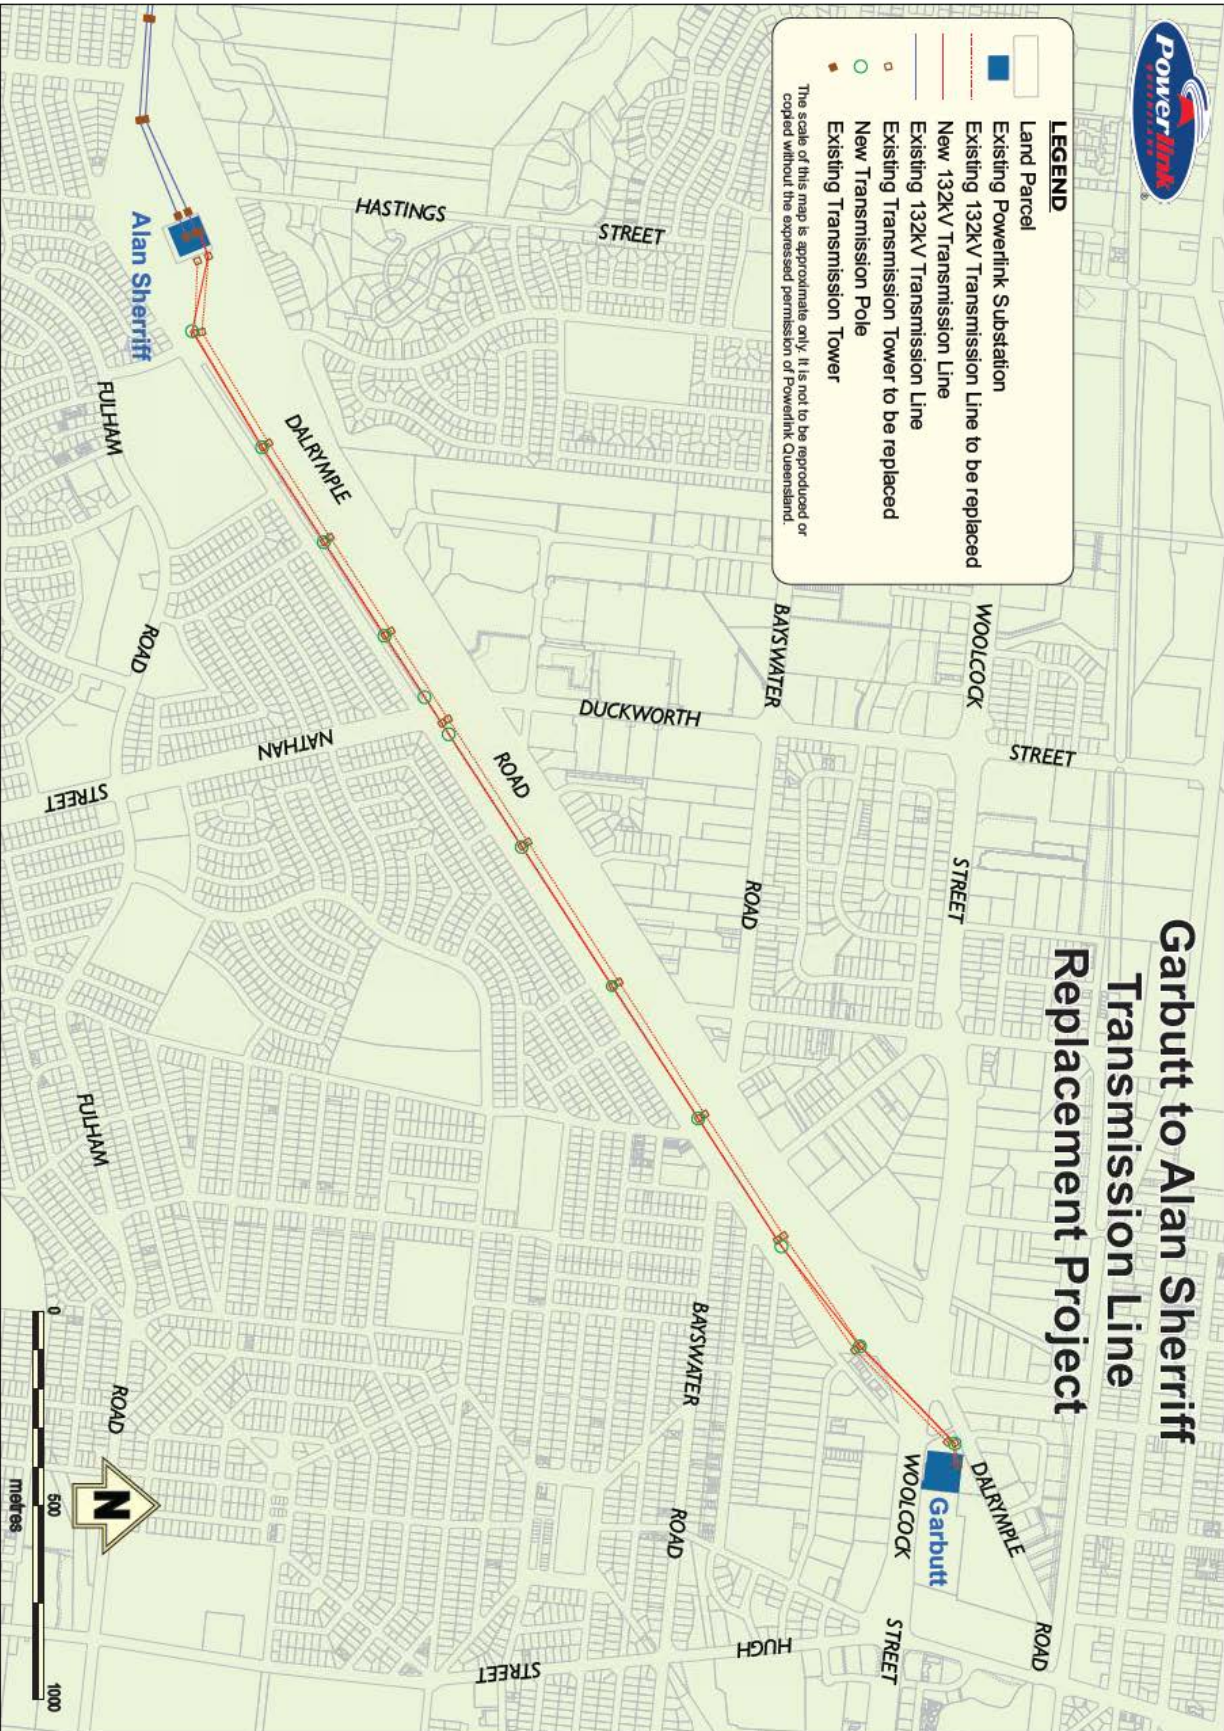 Powerlink
QUEENSLAND
®
Garbutt to Alan Sherriff
Transmission Line
Replacement Project
LEGEND
Land Parcel
Existing Powerlink Substation
Existing 132kV Transmission Line to be replaced
New 132kV Transmission Line
Existing 132kV Transmission Line
Existing Transmission Tower to be replaced
New Transmission Pole
Existing Transmission Tower
The scale of this map is approximate only. It is not to be reproduced or
copied without the expressed permission of Powerlink Queensland.
WOOLCOCK
STREET
STREET
BAYSWATER
ROAD
DUCKWORTH
HASTINGS
STREET
DALRYMPLE
ROAD
Alan Sherriff
FULHAM
ROAD
NATHAN
STREET
FULHAM
ROAD
BAYSWATER
ROAD
DALRYMPLE
ROAD
Garbutt
WOOLCOCK
STREET
HUGH
STREET
N
0
500
1000
metres